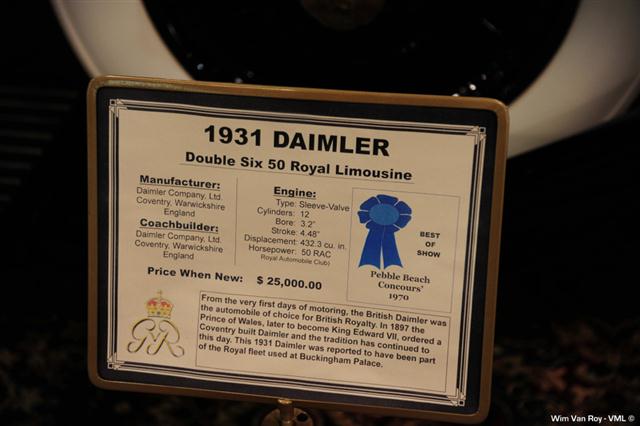 1931 DAIMLER
Double Six 50 Royal Limousine
Manufacturer:
Daimler Company, Ltd.
Coventry, Warwickshire
England
Coachbuilder:
Daimler Company, Ltd.
Coventry, Warwickshire
England
Engine:
Type: Sleeve-Valve
Cylinders: 12
Bore: 3.2"
Stroke: 4.48"
Displacement: 432.3 cu. in.
Horsepower: 50 RAC
Royal Automobile Club)
Price When New: $ 25,000.00
BEST
OF
SHOW
Pebble Beach
Concours'
1970
From the very first days of motoring, the British Daimler was
the automobile of choice for British Royalty. In 1897 the
Prince of Wales, later to become King Edward VII, ordered a
Coventry built Daimler and the tradition has continued to
this day. This 1931 Daimler was reported to have been part
of the Royal fleet used at Buckingham Palace.
Wim Van Roy - VML ©